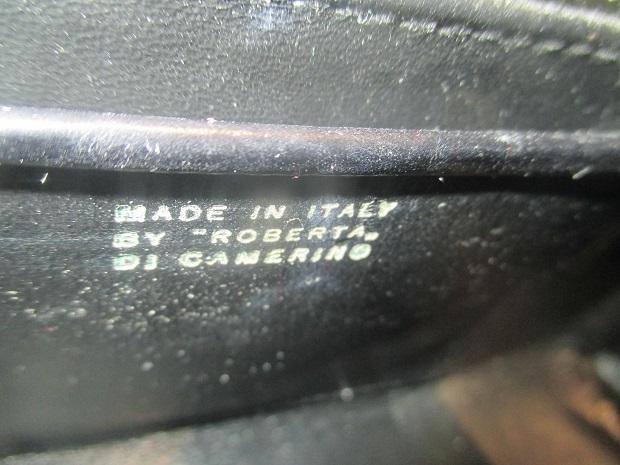 MADE IN ITALY
BY "ROBERTA„
DI CAMERINO